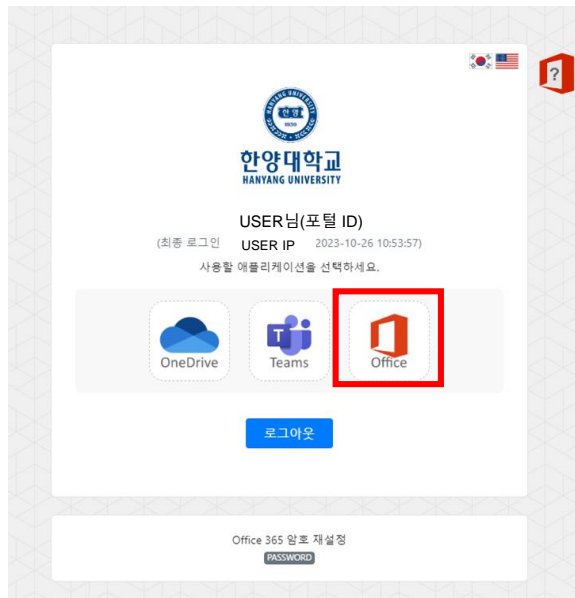 ?
한양대학교
HANYANG UNIVERSITY
USER님(포털 ID)
(최종 로그인 USER IP 2023-10-26 10:53:57)
사용할 애플리케이션을 선택하세요.
OneDrive
T
Teams
Office
로그아웃
Office 365 암호 재설정
PASSWORD